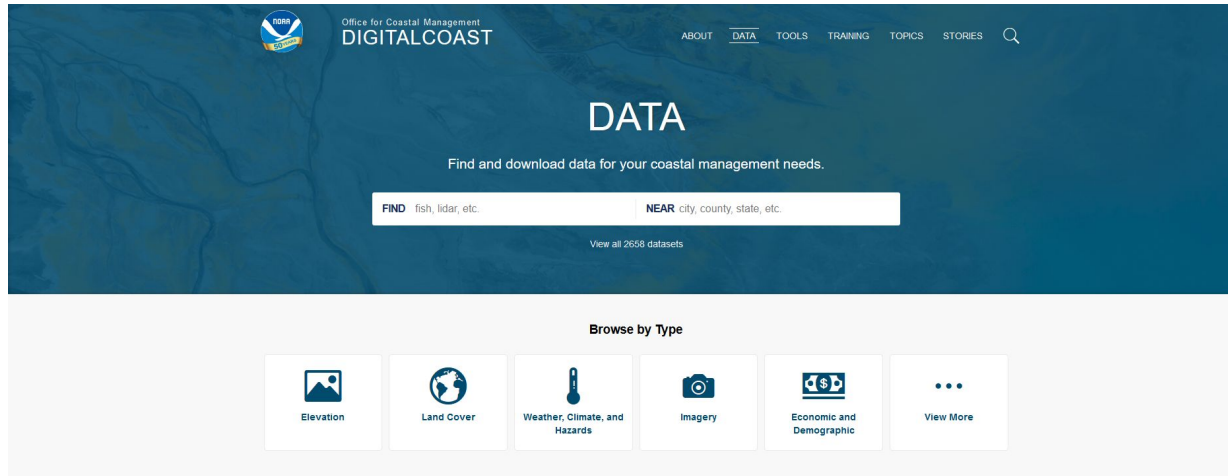 NOAA
50 YEARS
Office for Coastal Management
DIGITALCOAST
ABOUT DATA TOOLS TRAINING TOPICS STORIES
DATA
Find and download data for your coastal management needs.
FIND fish, lidar, etc. NEAR city, county, state, etc.
View all 2658 datasets
Browse by Type
Elevation
Land Cover
Weather, Climate, and
Hazards
Imagery
Economic and
Demographic
View More